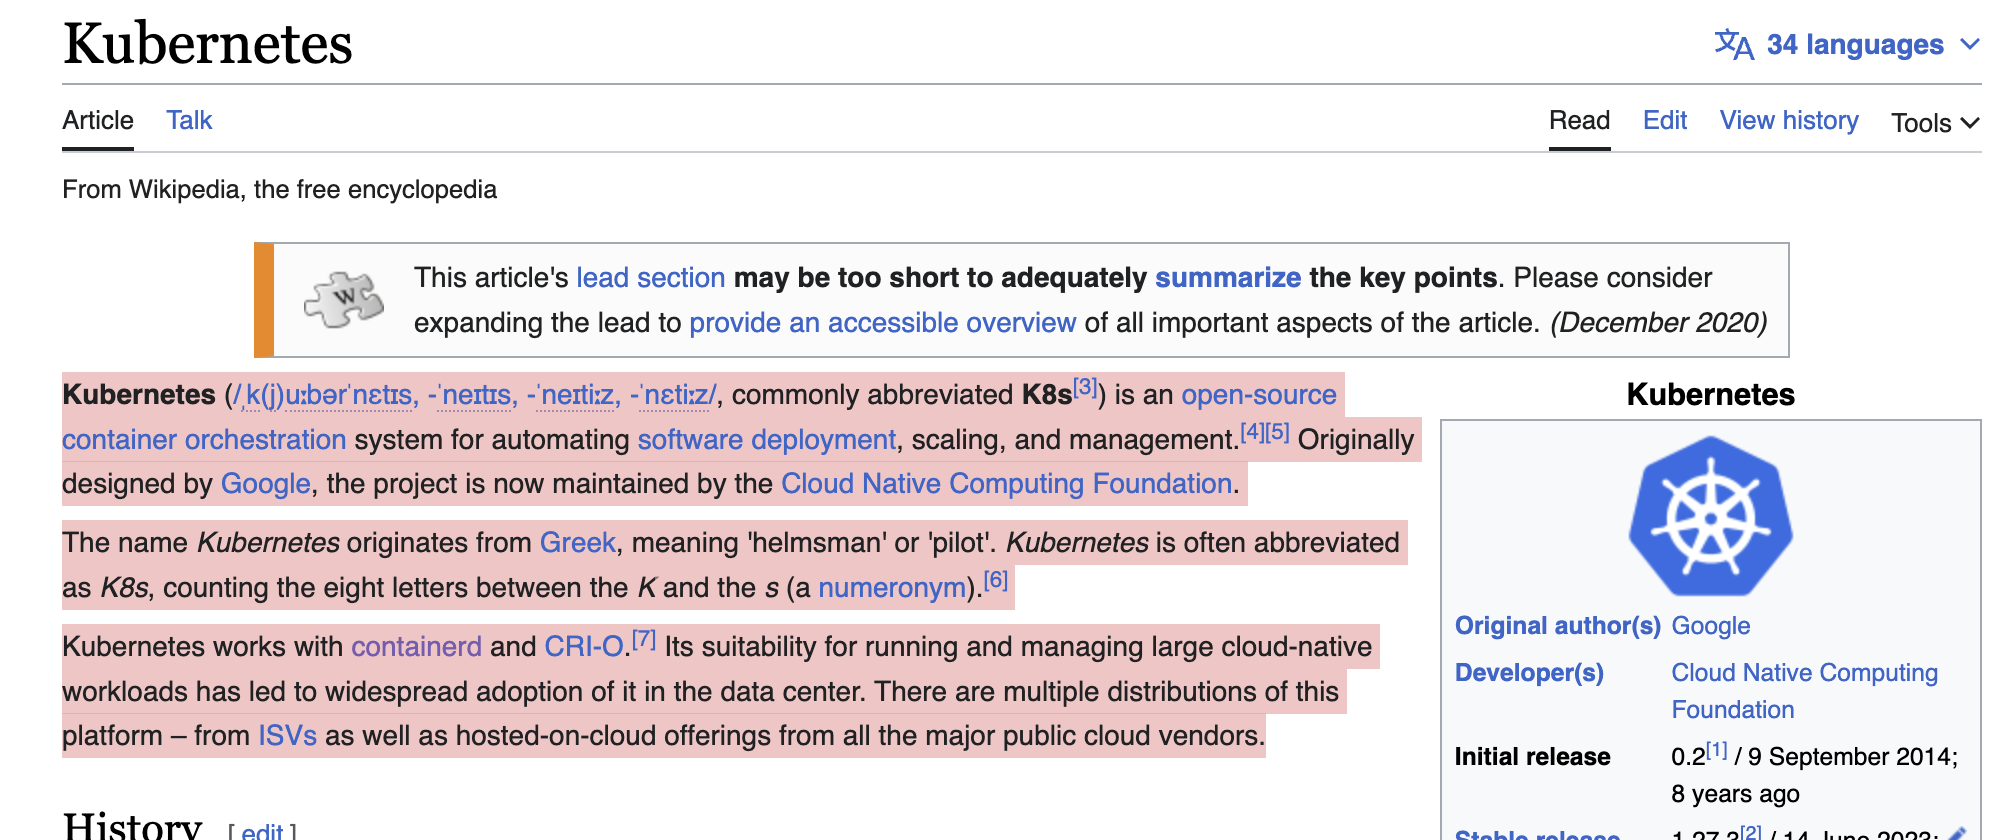 Kubernetes
34 languages
Article Talk
Read Edit View history Tools
From Wikipedia, the free encyclopedia
W
This article's lead section may be too short to adequately summarize the key points. Please consider
expanding the lead to provide an accessible overview of all important aspects of the article. (December 2020)
Kubernetes (/ˌk(j)uːbərˈnɛtɪs, -ˈneɪtɪs, -ˈneɪtiːz, -ˈnɛtiːz/, commonly abbreviated K8s[3]) is an open-source
container orchestration system for automating software deployment, scaling, and management.[4][5] Originally
designed by Google, the project is now maintained by the Cloud Native Computing Foundation.
The name Kubernetes originates from Greek, meaning 'helmsman' or 'pilot'. Kubernetes is often abbreviated
as K8s, counting the eight letters between the K and the s (a numeronym).[6]
Kubernetes works with containerd and CRI-O.[7] Its suitability for running and managing large cloud-native
workloads has led to widespread adoption of it in the data center. There are multiple distributions of this
platform – from ISVs as well as hosted-on-cloud offerings from all the major public cloud vendors.
History [ edit ]
Kubernetes
Original author(s) Google
Developer(s) Cloud Native Computing
Foundation
Initial release 0.2[1] / 9 September 2014;
8 years ago
Stable release 1.27.3[2] / 14 June 2023;